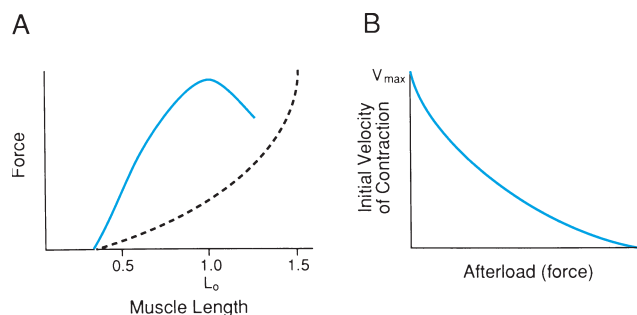 A
Force
0.5
1.0
1.5
Lo
Muscle Length
B
Vmax
Initial Velocity
of Contraction
Afterload (force)